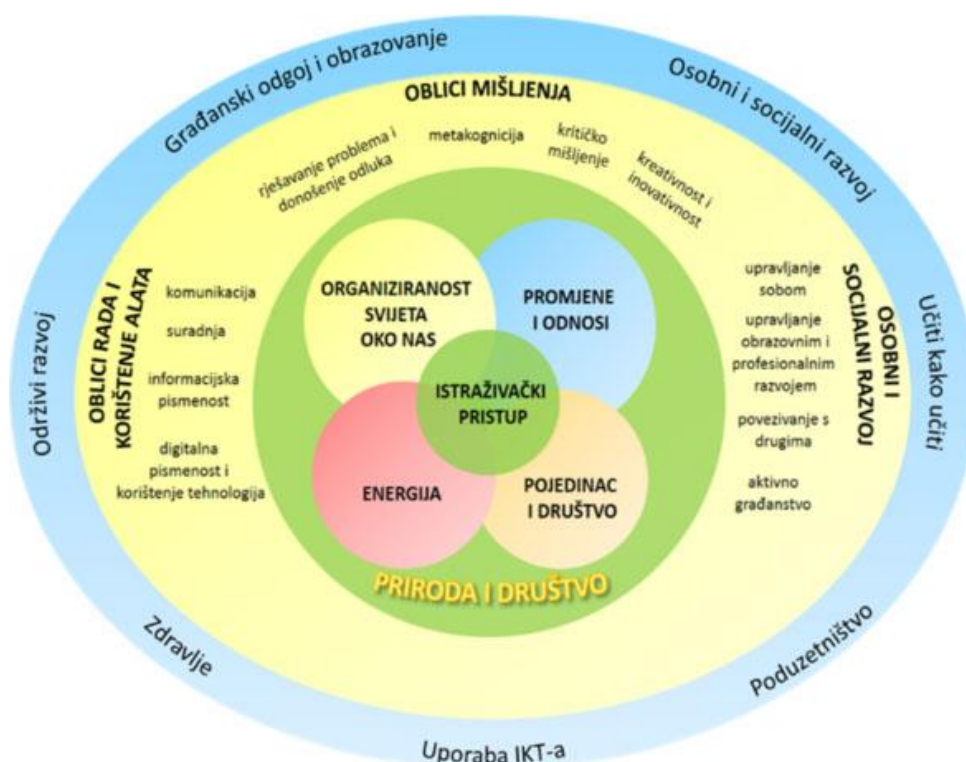 Građanski odgoj i obrazovanje
Osobni i socijalni razvoj
Učiti kako učiti
Poduzetništvo
Uporaba IKT-a
Zdravlje
Održivi razvoj
OBLICI MIŠLJENJA
rješavanje problema i
donošenje odluka
metakognicija
kritičko
mišljenje
kreativnost i
inovativnost
OBLICI RADA I
KORIŠTENJE ALATA
komunikacija
suradnja
informacijska
pismenost
digitalna
pismenost i
korištenje tehnologija
OSOBNI I
SOCIJALNI RAZVOJ
upravljanje
sobom
upravljanje
obrazovnim i
profesionalnim
razvojem
povezivanje s
drugima
aktivno
građanstvo
ORGANIZIRANOST
SVIJETA
OKO NAS
PROMJENE
I ODNOSI
ISTRAŽIVAČKI
PRISTUP
ENERGIJA
POJEDINAC
I DRUŠTVO
PRIRODA I DRUŠTVO